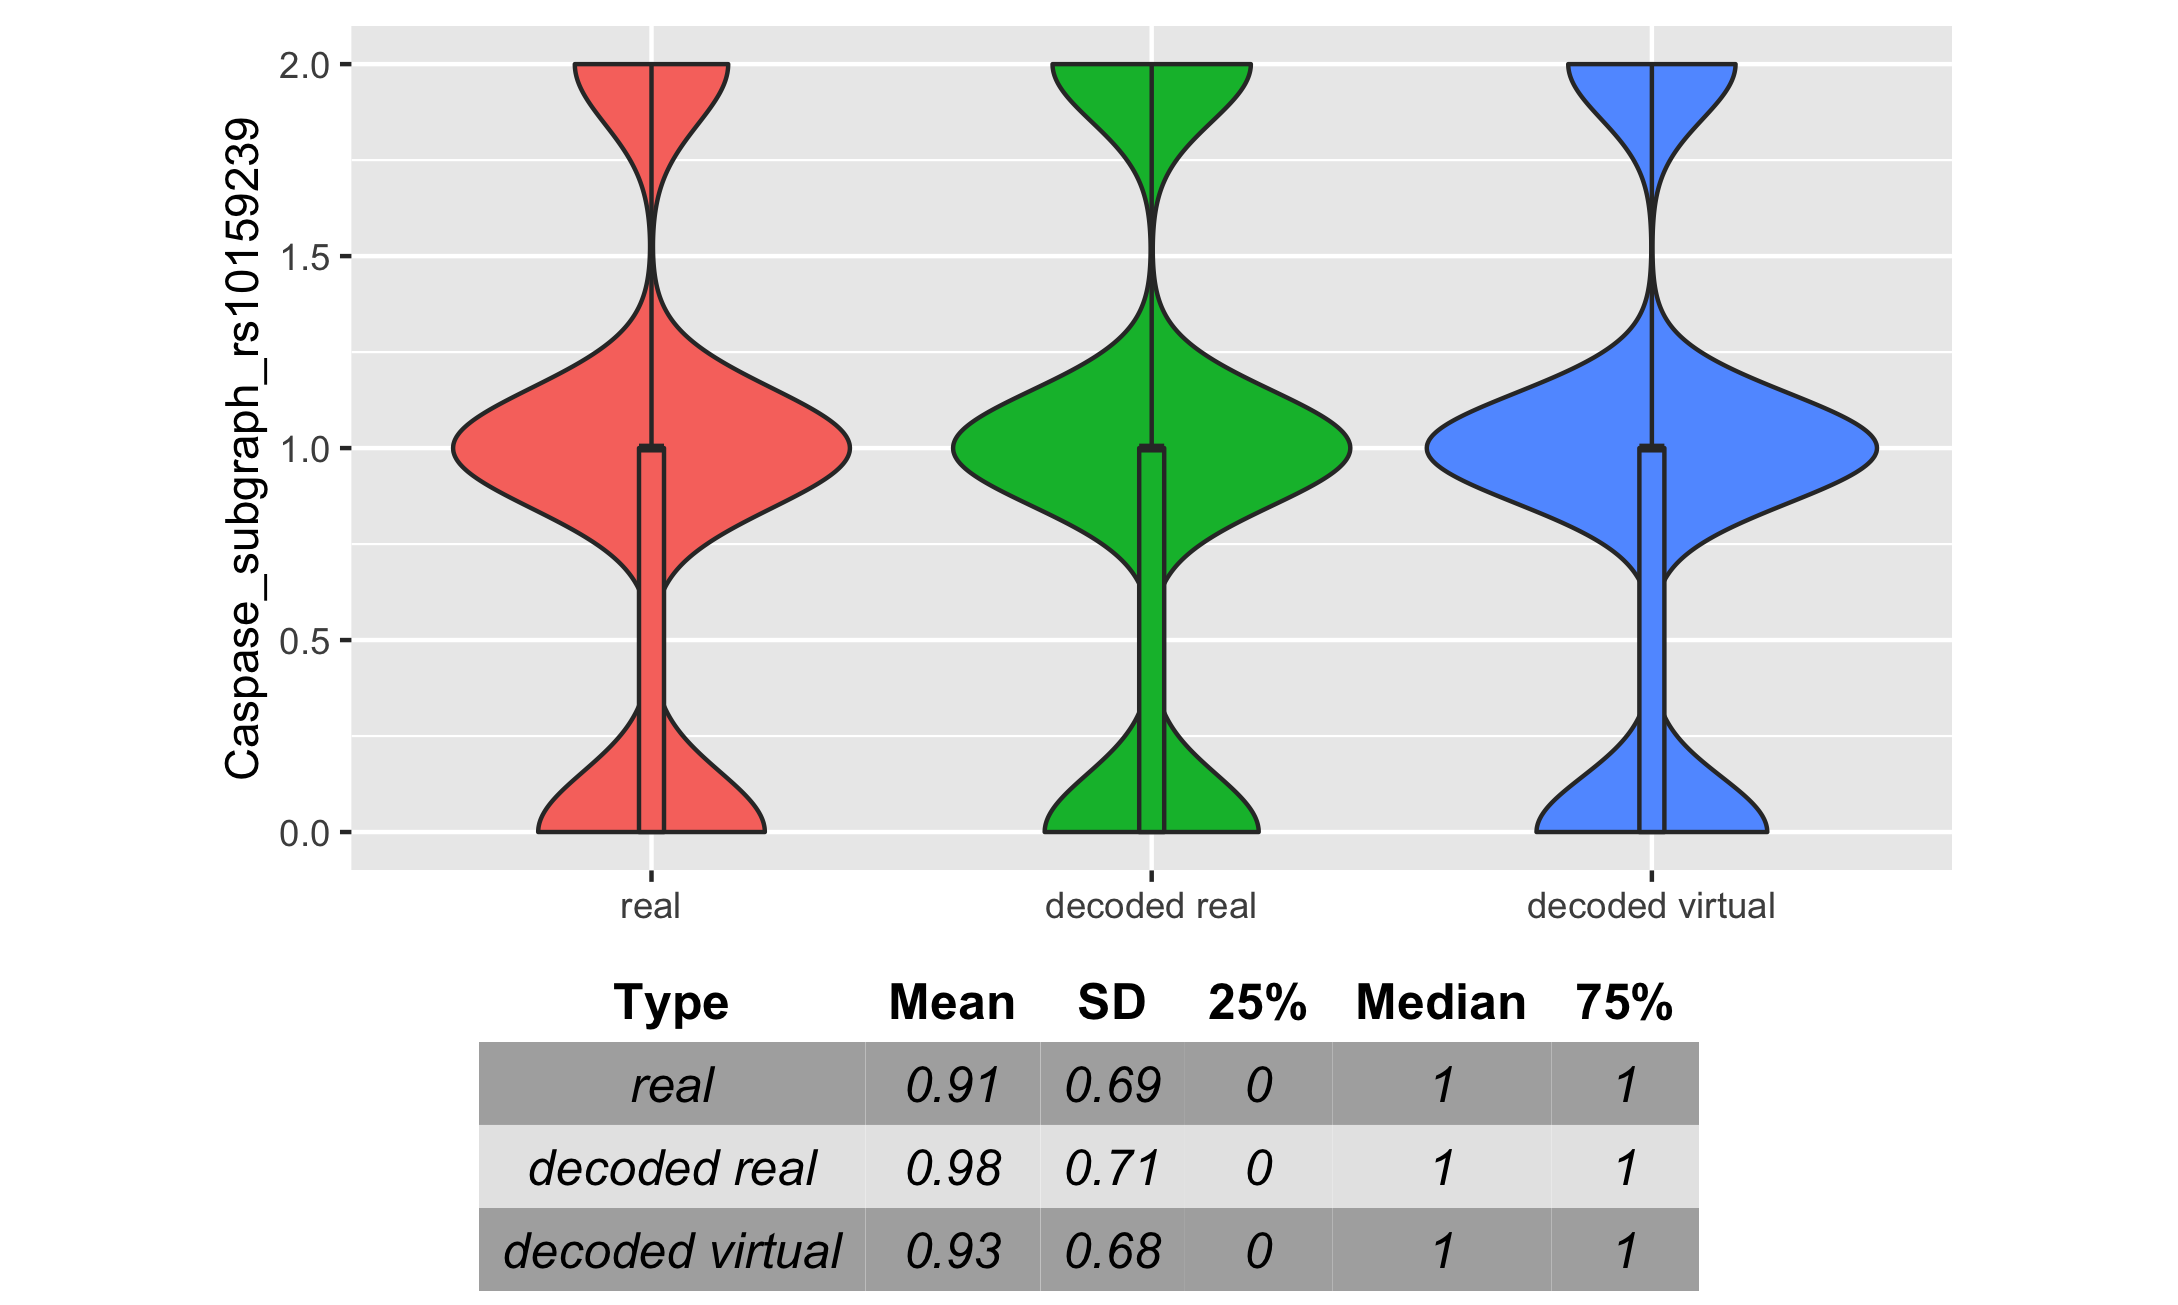 Caspase_subgraph_rs10159239
2.0
1.5
1.0
0.5
0.0
real decoded real decoded virtual
Type Mean SD 25% Median 75%
real 0.91 0.69 0 1 1
decoded real 0.98 0.71 0 1 1
decoded virtual 0.93 0.68 0 1 1